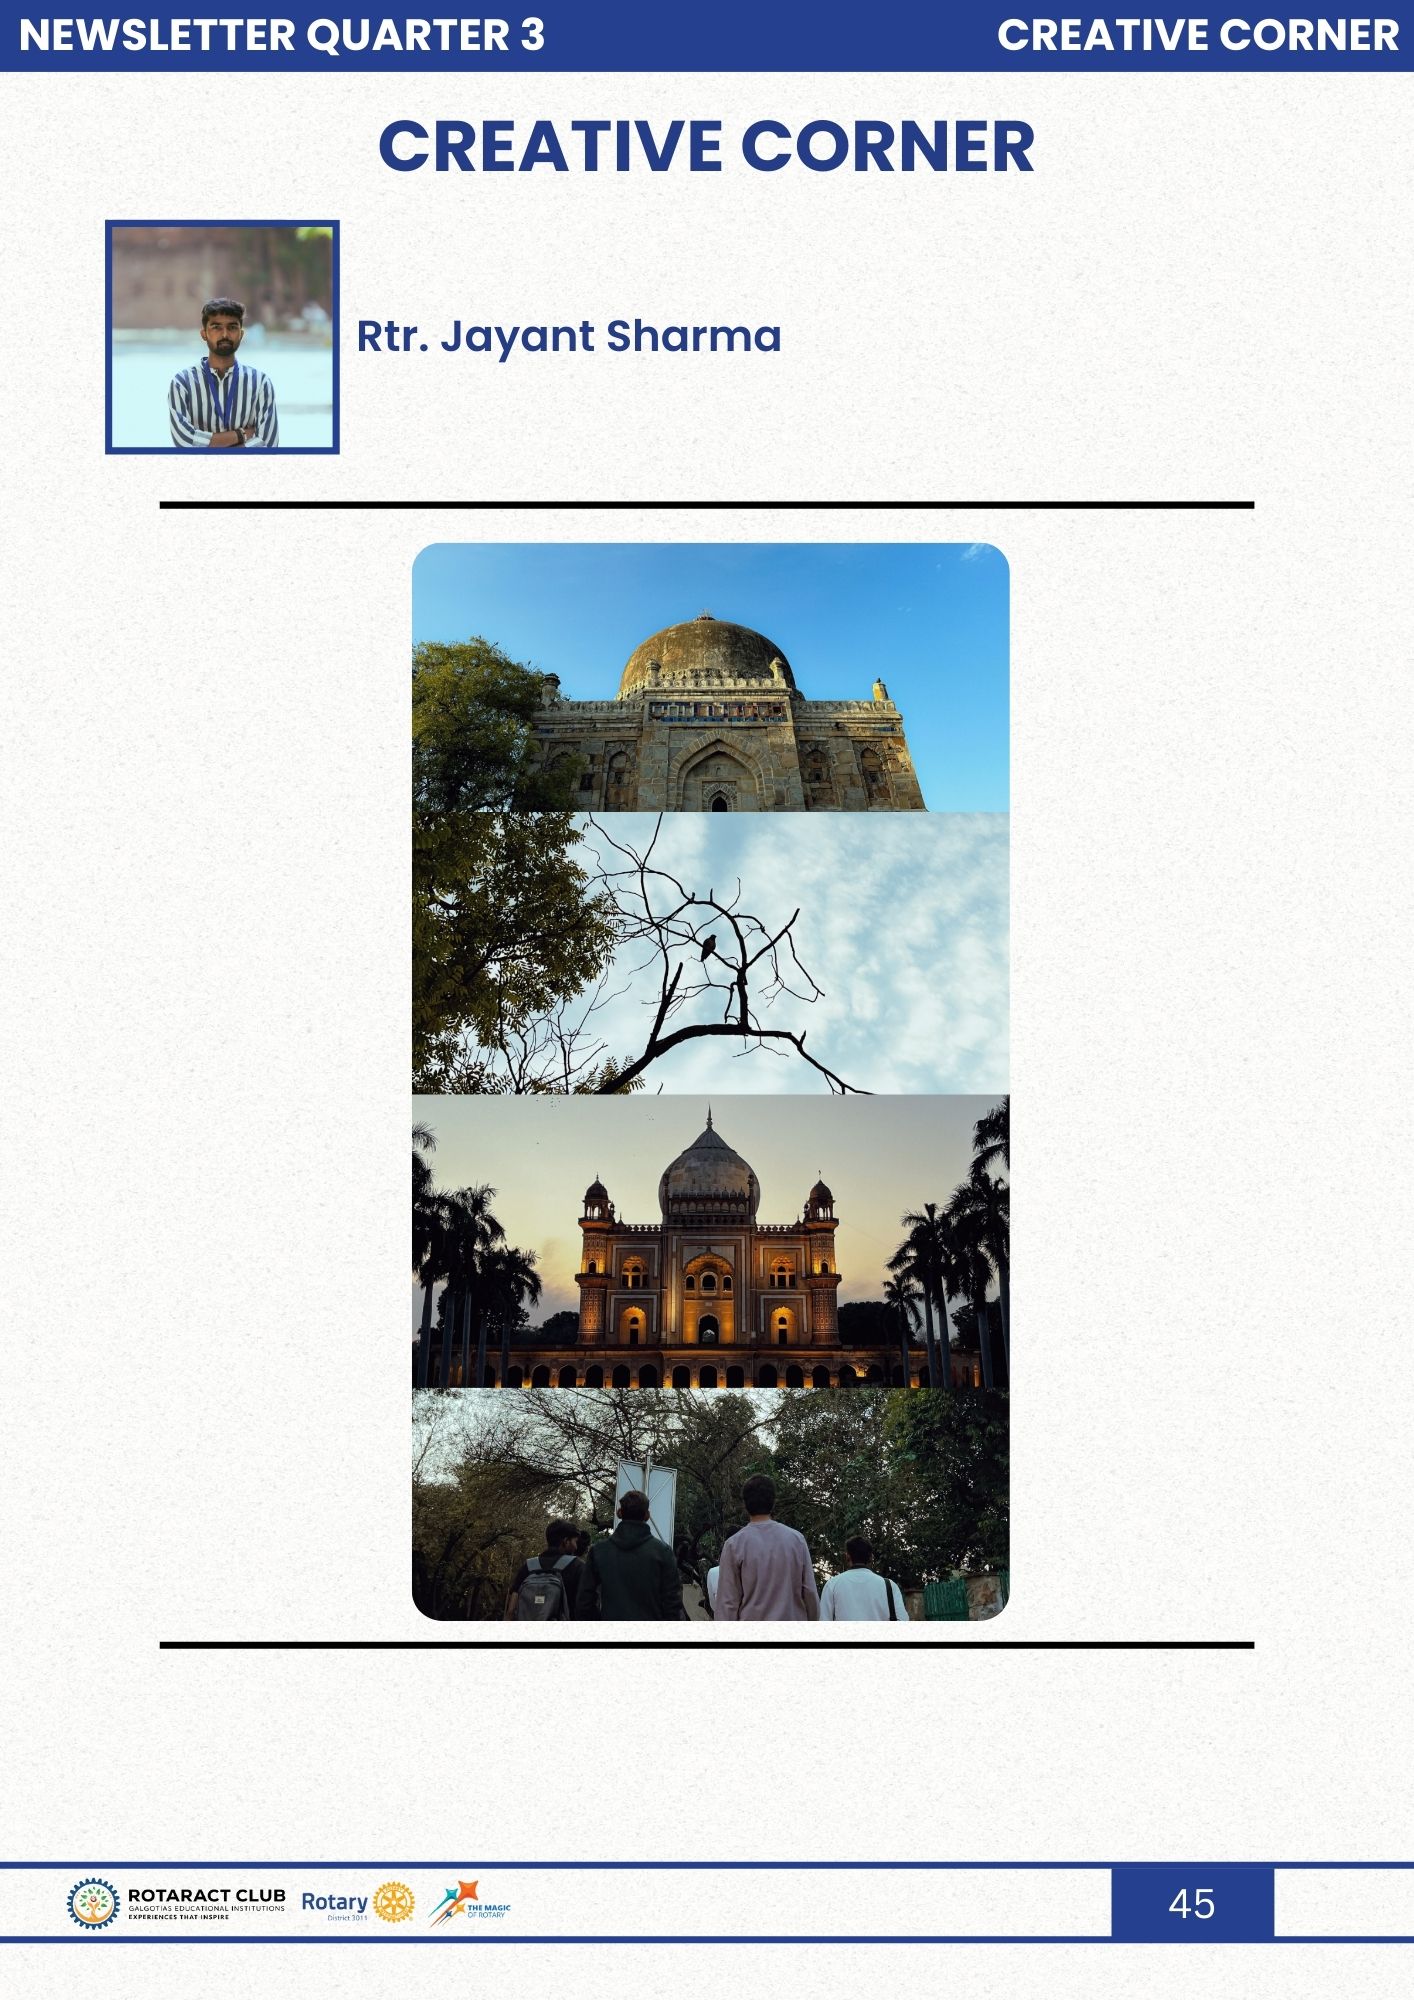 NEWSLETTER QUARTER 3
CREATIVE CORNER
CREATIVE CORNER
Rtr. Jayant Sharma
ROTARACT CLUB
GALGOTIAS EDUCATIONAL INSTITUTIONS
EXPERIENCES THAT INSPIRE
Rotary
District 3011
THE MAGIC
OF ROTARY
45